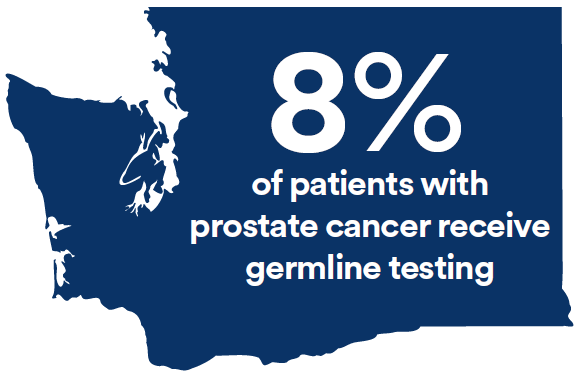 8%
of patients with
prostate cancer receive
germline testing